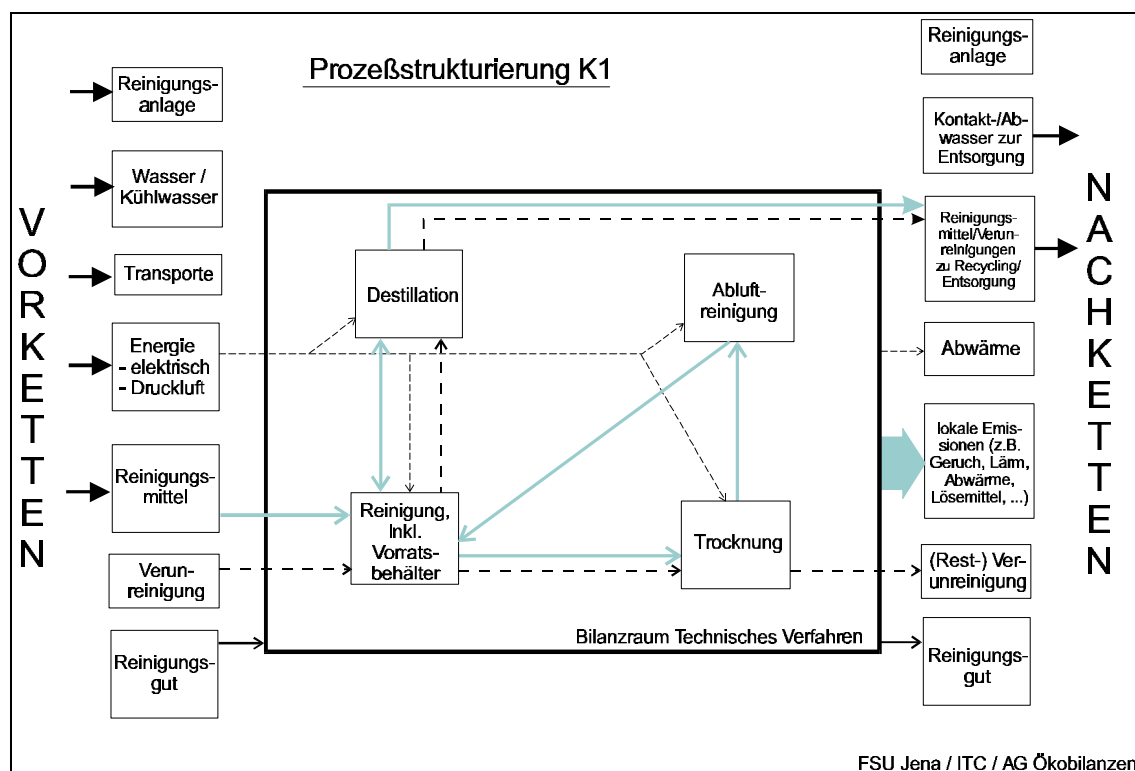 Prozeßstrukturierung K1
VORKETTEN
Reinigungs-
anlage
Wasser /
Kühlwasser
Transporte
Energie
- elektrisch
- Druckluft
Reinigungs-
mittel
Verun-
reinigung
Reinigungs-
gut
Destillation
Abluft-
reinigung
Reinigung,
Inkl.
Vorrats-
behälter
Trocknung
Bilanzraum Technisches Verfahren
Reinigungs-
anlage
Kontakt-/Ab-
wasser zur
Entsorgung
Reinigungs-
mittel/Verun-
reinigungen
zu Recycling/
Entsorgung
Abwärme
lokale Emis-
sionen (z.B.
Geruch, Lärm,
Abwärme,
Lösemittel, ...)
(Rest-) Ver-
unreinigung
Reinigungs-
gut
NACHKETTEN
FSU Jena / ITC / AG Ökobilanzen